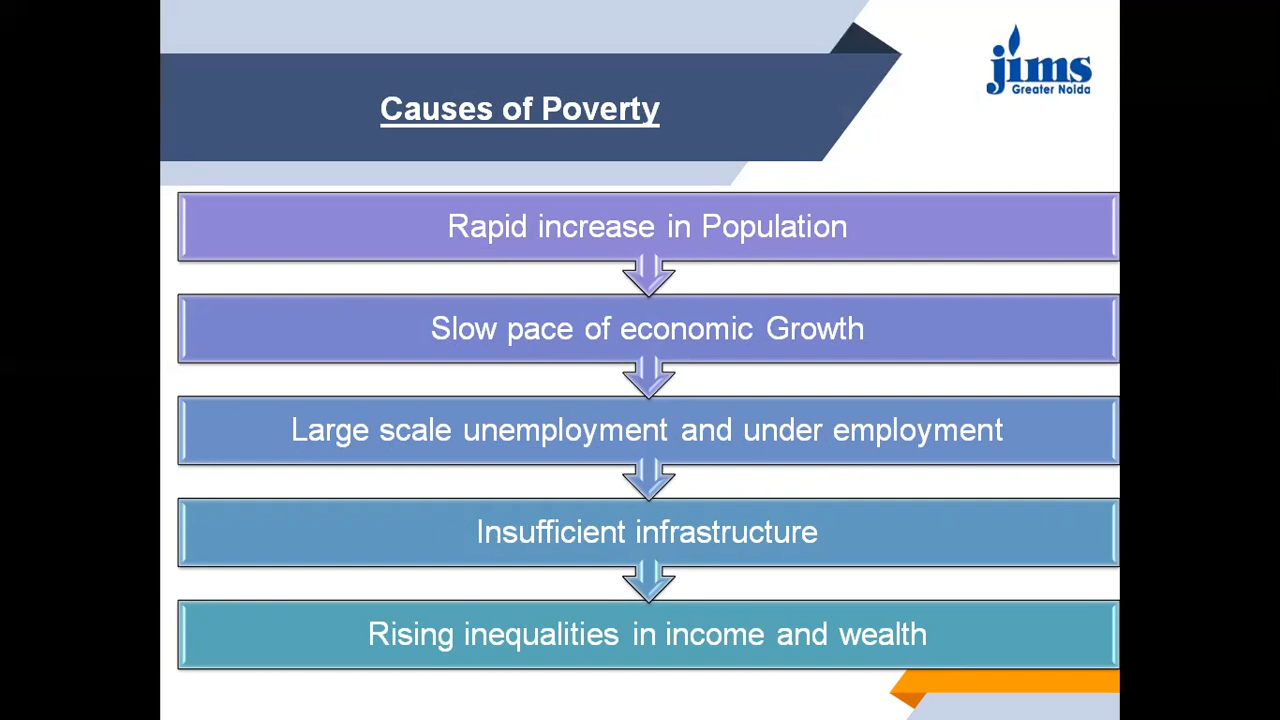 jims
Greater Noida
Causes of Poverty
Rapid increase in Population
Slow pace of economic Growth
Large scale unemployment and under employment
Insufficient infrastructure
Rising inequalities in income and wealth